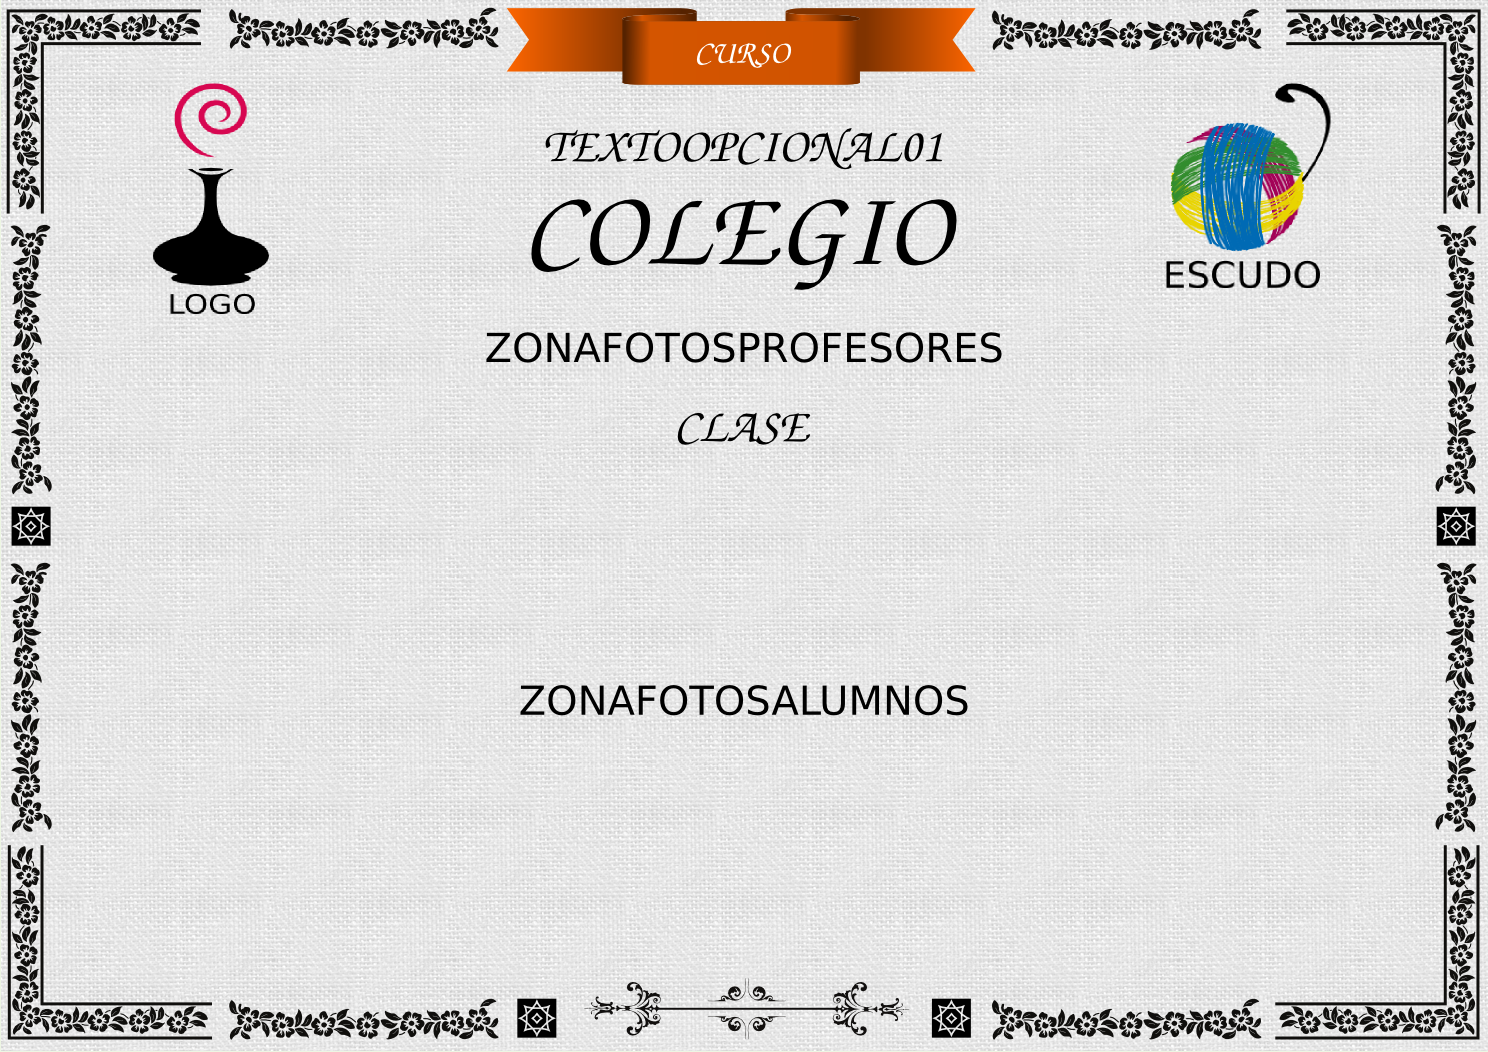 CURSO
TEXTOOPCIONAL01
COLEGIO
LOGO
ESCUDO
ZONAFOTOSPROFESORES
CLASE
ZONAFOTOSALUMNOS